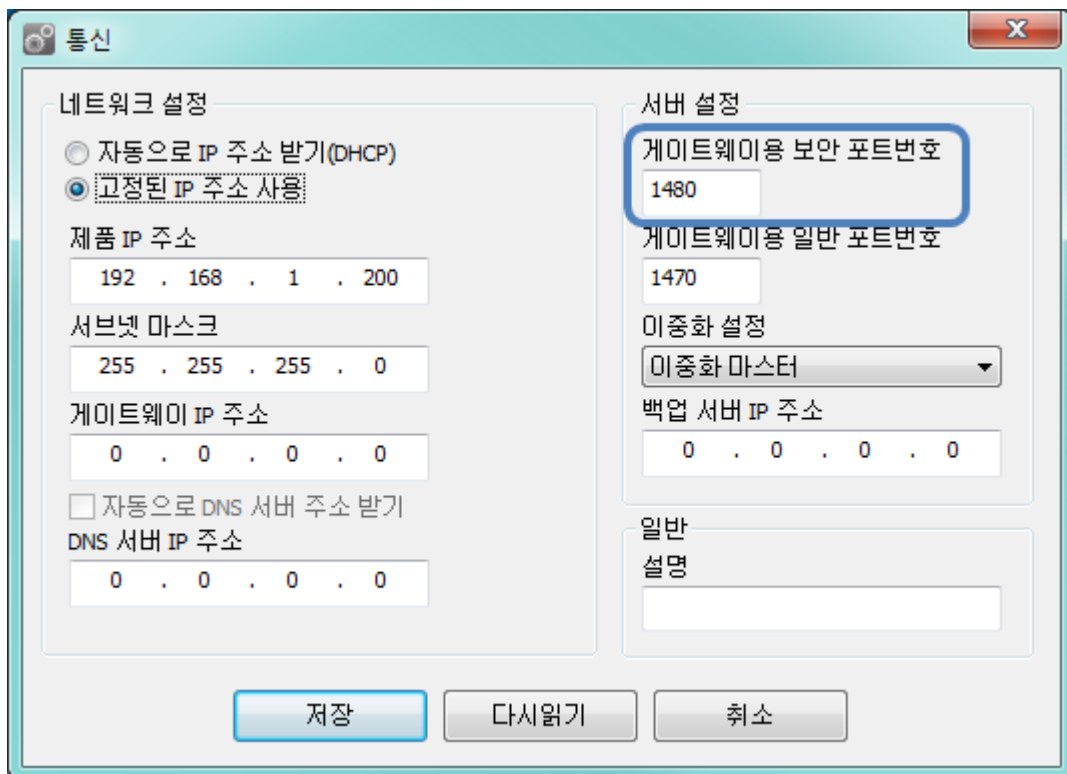 통신
네트워크 설정
자동으로 IP 주소 받기(DHCP)
고정된 IP 주소 사용
제품 IP 주소
192 . 168 . 1 . 200
서브넷 마스크
255 . 255 . 255 . 0
게이트웨이 IP 주소
0 . 0 . 0 . 0
자동으로 DNS 서버 주소 받기
DNS 서버 IP 주소
0 . 0 . 0 . 0
서버 설정
게이트웨이용 보안 포트번호
1480
게이트웨이용 일반 포트번호
1470
이중화 설정
이중화 마스터
백업 서버 IP 주소
0 . 0 . 0 . 0
일반
설명
저장
다시읽기
취소